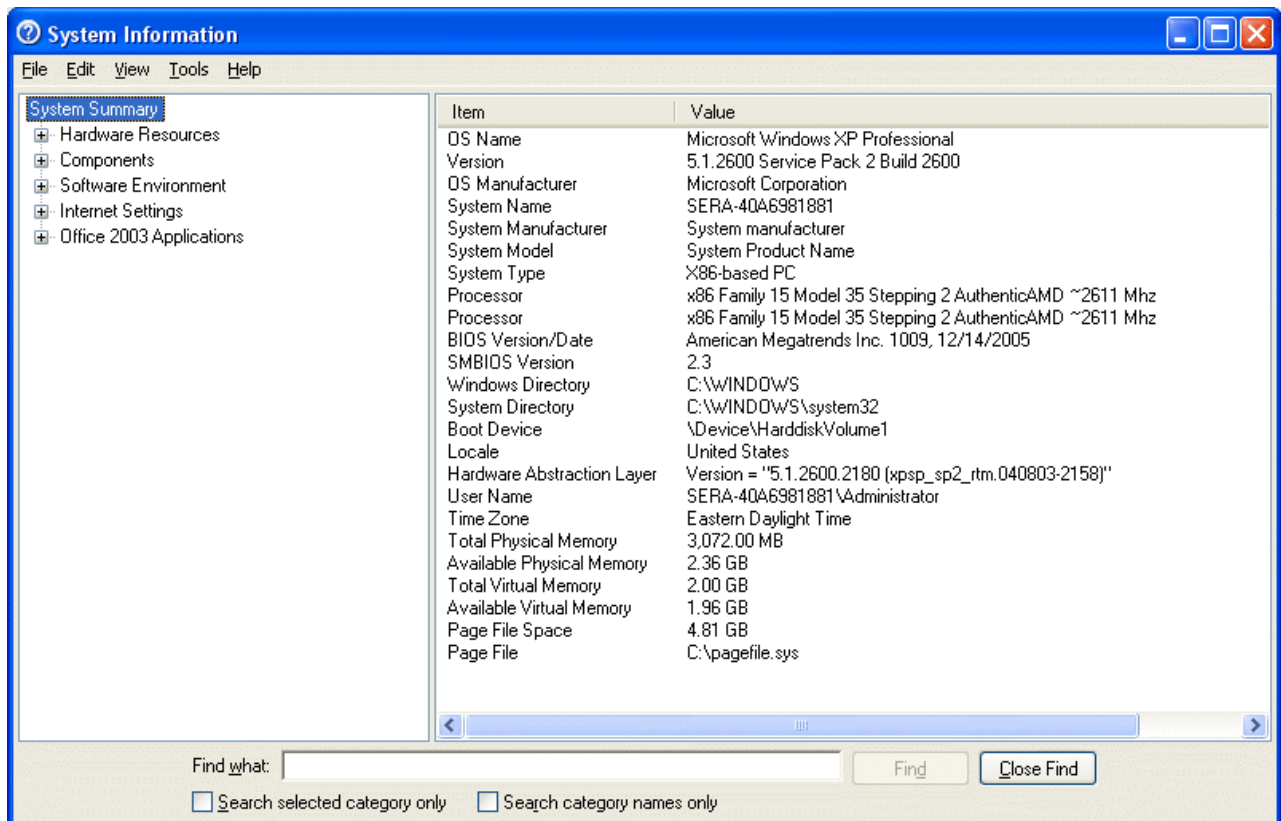 System Information
File Edit View Tools Help
System Summary
Hardware Resources
Components
Software Environment
Internet Settings
Office 2003 Applications
Item Value
OS Name Microsoft Windows XP Professional
Version 5.1.2600 Service Pack 2 Build 2600
OS Manufacturer Microsoft Corporation
System Name SERA-40A6981881
System Manufacturer System manufacturer
System Model System Product Name
System Type X86-based PC
Processor x86 Family 15 Model 35 Stepping 2 AuthenticAMD ~2611 Mhz
Processor x86 Family 15 Model 35 Stepping 2 AuthenticAMD ~2611 Mhz
BIOS Version/Date American Megatrends Inc. 1009, 12/14/2005
SMBIOS Version 2.3
Windows Directory C:\WINDOWS
System Directory C:\WINDOWS\system32
Boot Device \Device\HarddiskVolume1
Locale United States
Hardware Abstraction Layer Version = "5.1.2600.2180 (xpsp_sp2_rtm.040803-2158)"
User Name SERA-40A6981881\Administrator
Time Zone Eastern Daylight Time
Total Physical Memory 3,072.00 MB
Available Physical Memory 2.36 GB
Total Virtual Memory 2.00 GB
Available Virtual Memory 1.96 GB
Page File Space 4.81 GB
Page File C:\pagefile.sys
Find what: Find Close Find
Search selected category only Search category names only